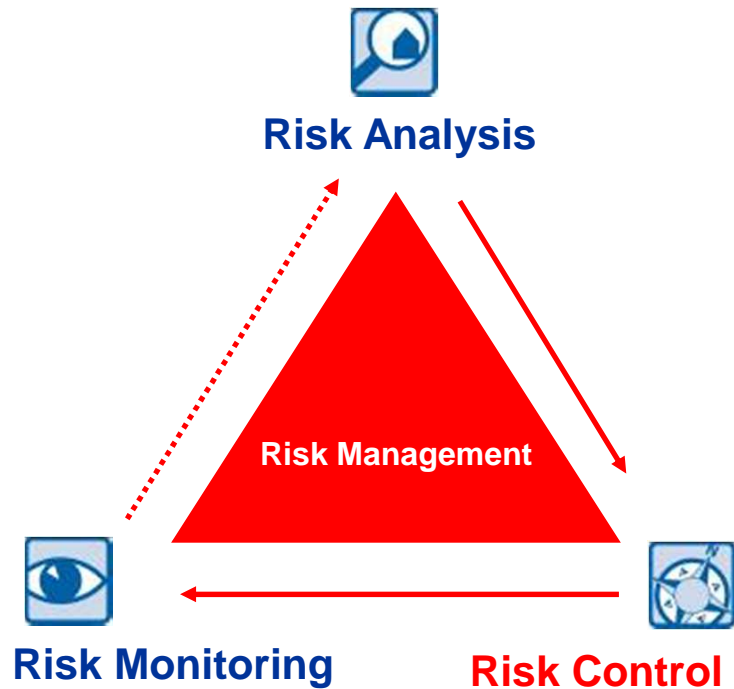 Risk Analysis
Risk Management
N
Risk Monitoring
Risk Control